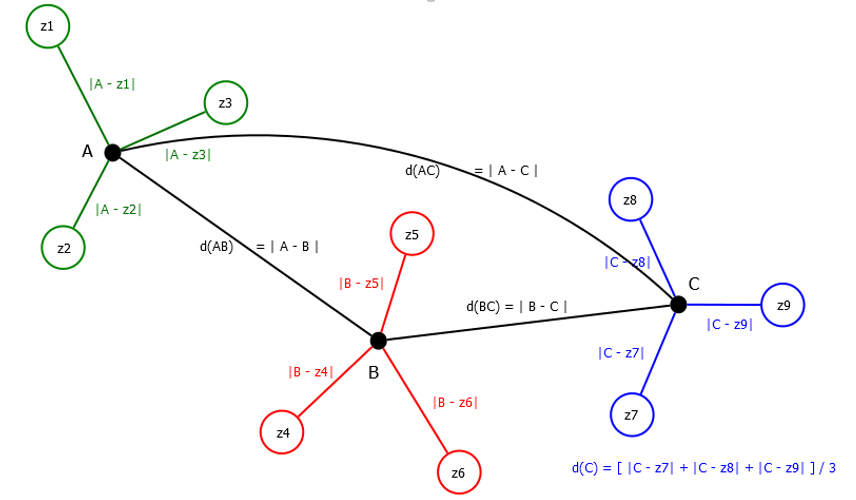 z1
|A - z1|
z3
A
|A - z3|
d(AC) = | A - C |
z8
|A - z2|
z5
z2
d(AB) = | A - B |
|C - z8|
C
|B - z5|
d(BC) = | B - C |
z9
|C - z9|
B
|C - z7|
|B - z4|
|B - z6|
z7
z4
z6
d(C) = [ |C - z7| + |C - z8| + |C - z9| ] / 3